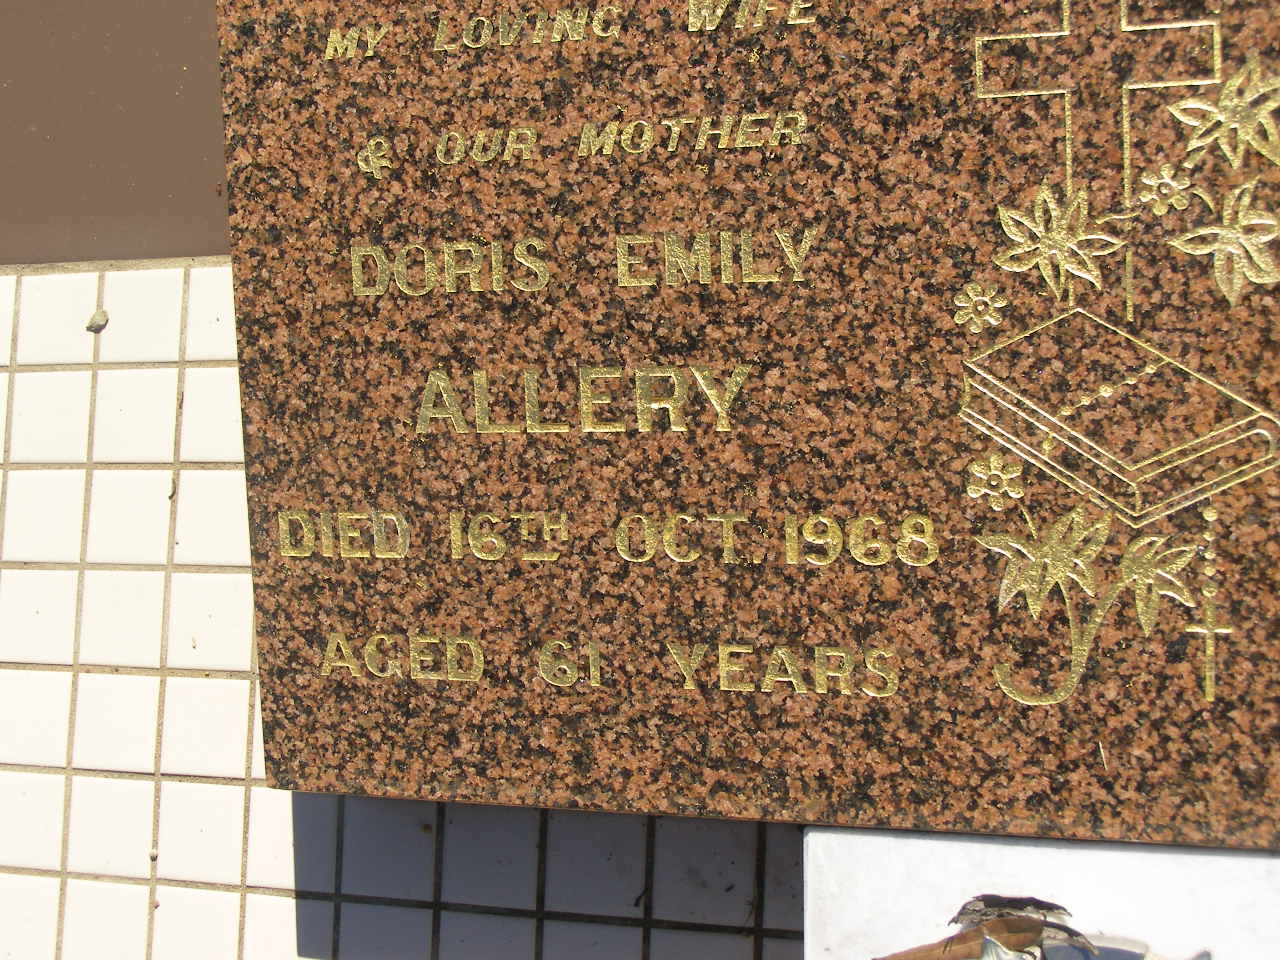 MY LOVING WIFE
& OUR MOTHER
DORIS EMILY
ALLERY
DIED 16TH OCT. 1968
AGED 61 YEARS